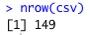 > nrow(csv)
[1] 149